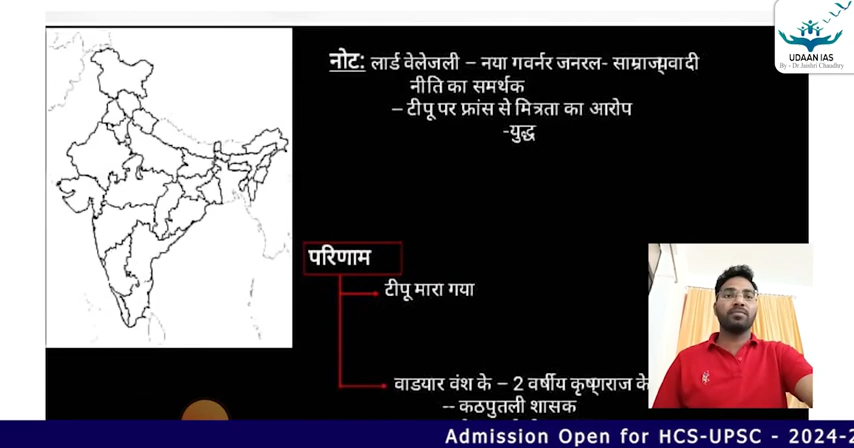 UDAAN IAS
By - Dr.Jaishri Chaudhry
नोट: लार्ड वेलेजली – नया गवर्नर जनरल- साम्राज्यवादी
नीति का समर्थक
– टीपू पर फ्रांस से मित्रता का आरोप
-युद्ध
परिणाम
टीपू मारा गया
वाडयार वंश के – 2 वर्षीय कृष्णराज के
-- कठपुतली शासक
Admission Open for HCS-UPSC - 2024-2